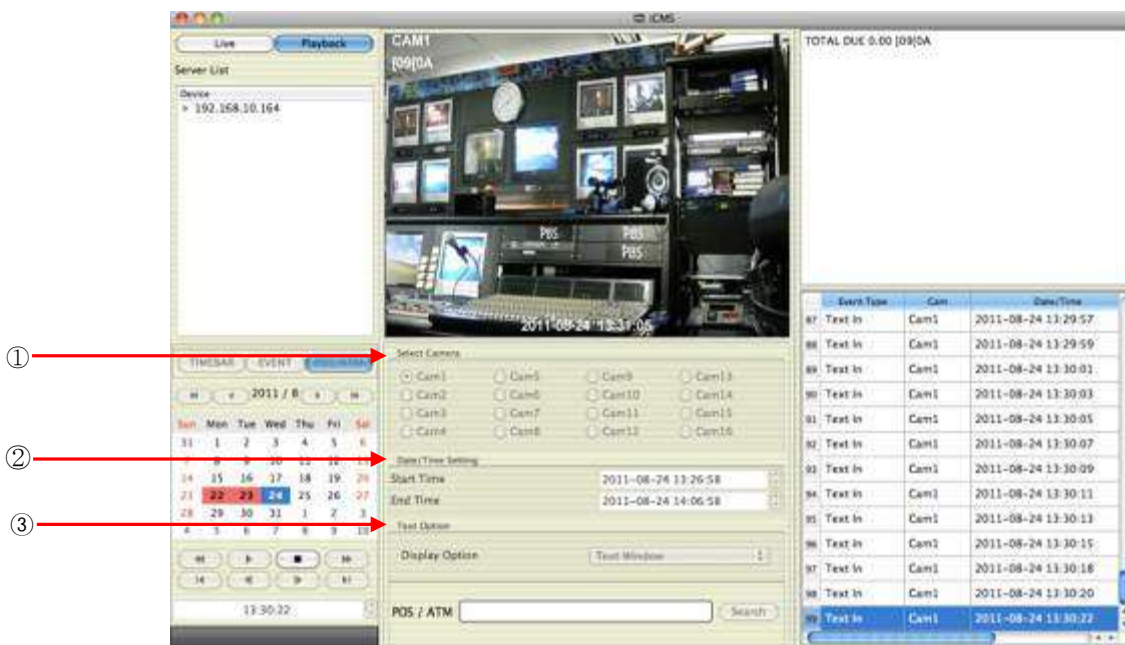 iCMS
Live Playback
Server List
Device
192.168.10.164
TIMEBAR EVENT
2011 / 8
Sun Mon Tue Wed Thu Fri Sat
31 1 2 3 4 5 6
7 8 9 10 11 12 13
14 15 16 17 18 19 20
21 22 23 24 25 26 27
28 29 30 31 1 2 3
4 5 6 7 8 9 10
13:30:22
CAM1
[09[0A
PBS
PBS
PBS
2011-08-24 13:31:05
① Select Camera
Cam1 Cam5 Cam9 Cam13
Cam2 Cam6 Cam10 Cam14
Cam3 Cam7 Cam11 Cam15
Cam4 Cam8 Cam12 Cam16
② Date/Time Setting
Start Time 2011-08-24 13:26:58
End Time 2011-08-24 14:06:58
③ Text Option
Display Option Text Window
POS / ATM Search
TOTAL DUE 0.00 [09[0A
Event Type Cam Date/Time
87 Text In Cam1 2011-08-24 13:29:57
88 Text In Cam1 2011-08-24 13:29:59
89 Text In Cam1 2011-08-24 13:30:01
90 Text In Cam1 2011-08-24 13:30:03
91 Text In Cam1 2011-08-24 13:30:05
92 Text In Cam1 2011-08-24 13:30:07
93 Text In Cam1 2011-08-24 13:30:09
94 Text In Cam1 2011-08-24 13:30:11
95 Text In Cam1 2011-08-24 13:30:13
96 Text In Cam1 2011-08-24 13:30:15
97 Text In Cam1 2011-08-24 13:30:18
98 Text In Cam1 2011-08-24 13:30:20
99 Text In Cam1 2011-08-24 13:30:22